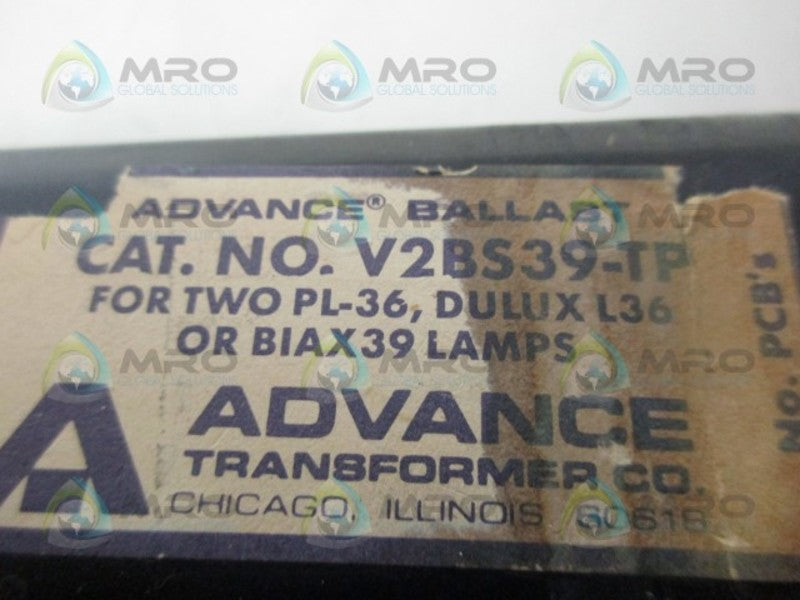 MRO MRO MRO
GLOBAL SOLUTIONS GLOBAL SOLUTIONS GLOBAL SOLUTIONS
ADVANCE® BALLAST
CAT. NO. V2BS39-TP
FOR TWO PL-36, DULUX L36
OR BIAX39 LAMPS
A ADVANCE
TRANSFORMER CO.
CHICAGO, ILLINOIS 60618
No. PCB's